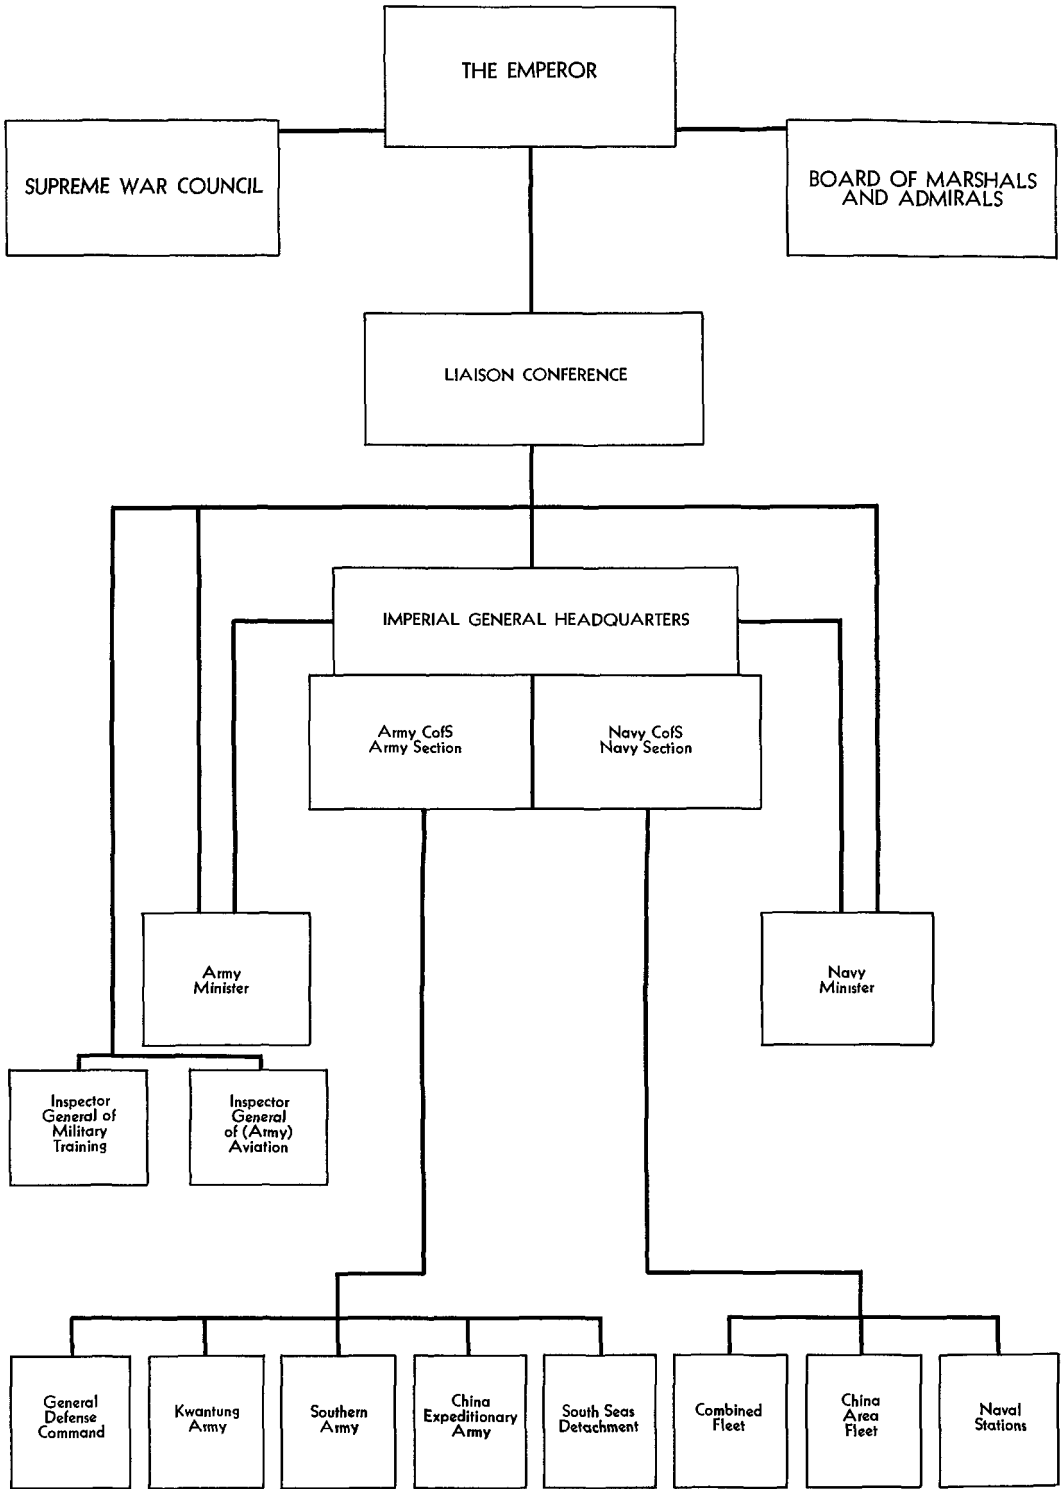 THE EMPEROR
SUPREME WAR COUNCIL
BOARD OF MARSHALS
AND ADMIRALS
LIAISON CONFERENCE
IMPERIAL GENERAL HEADQUARTERS
Army CofS
Army Section
Navy CofS
Navy Section
Army
Minister
Navy
Minister
Inspector
General of
Military
Training
Inspector
General
of (Army)
Aviation
General
Defense
Command
Kwantung
Army
Southern
Army
China
Expeditionary
Army
South Seas
Detachment
Combined
Fleet
China
Area
Fleet
Naval
Stations